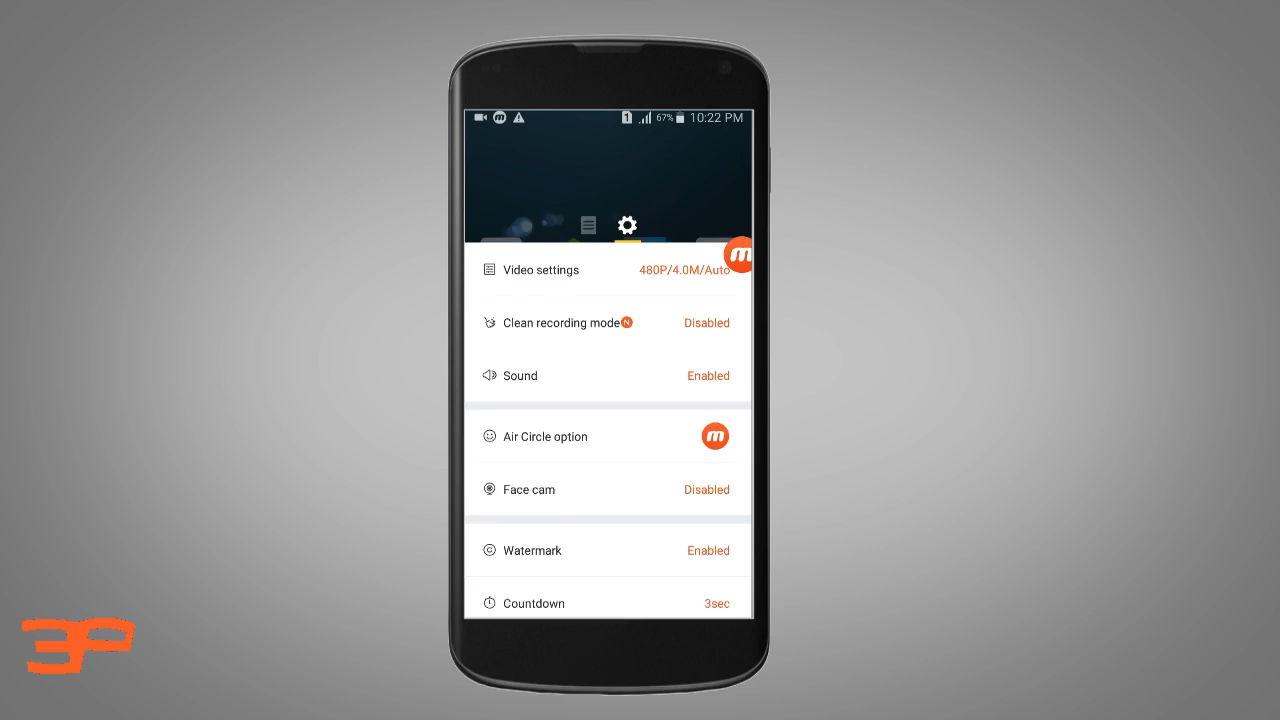 1 67% 10:22 PM
Video settings 480P/4.0M/Auto
m
Clean recording mode N Disabled
Sound Enabled
Air Circle option m
Face cam Disabled
Watermark Enabled
Countdown 3sec